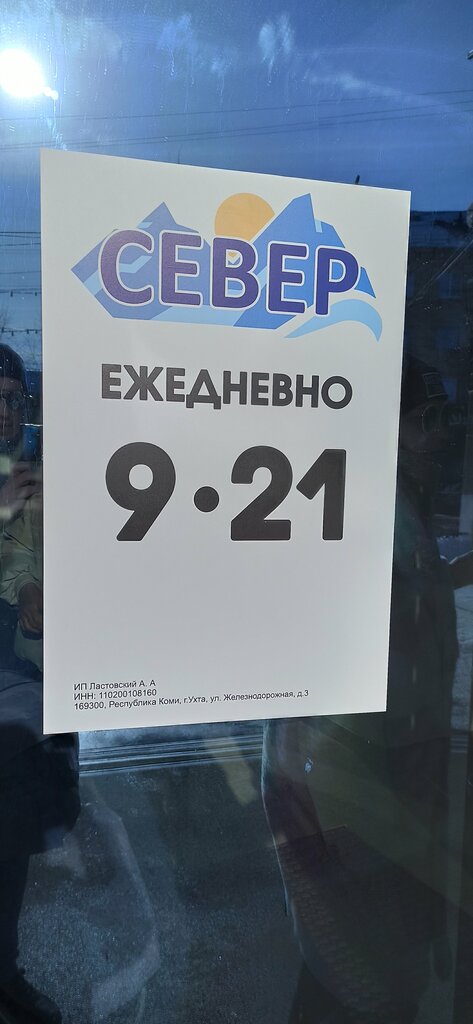 СЕВЕР
ЕЖЕДНЕВНО
9•21
ИП Ластовский А. А
ИНН: 110200108160
169300, Республика Коми, г.Ухта, ул. Железнодорожная, д.3